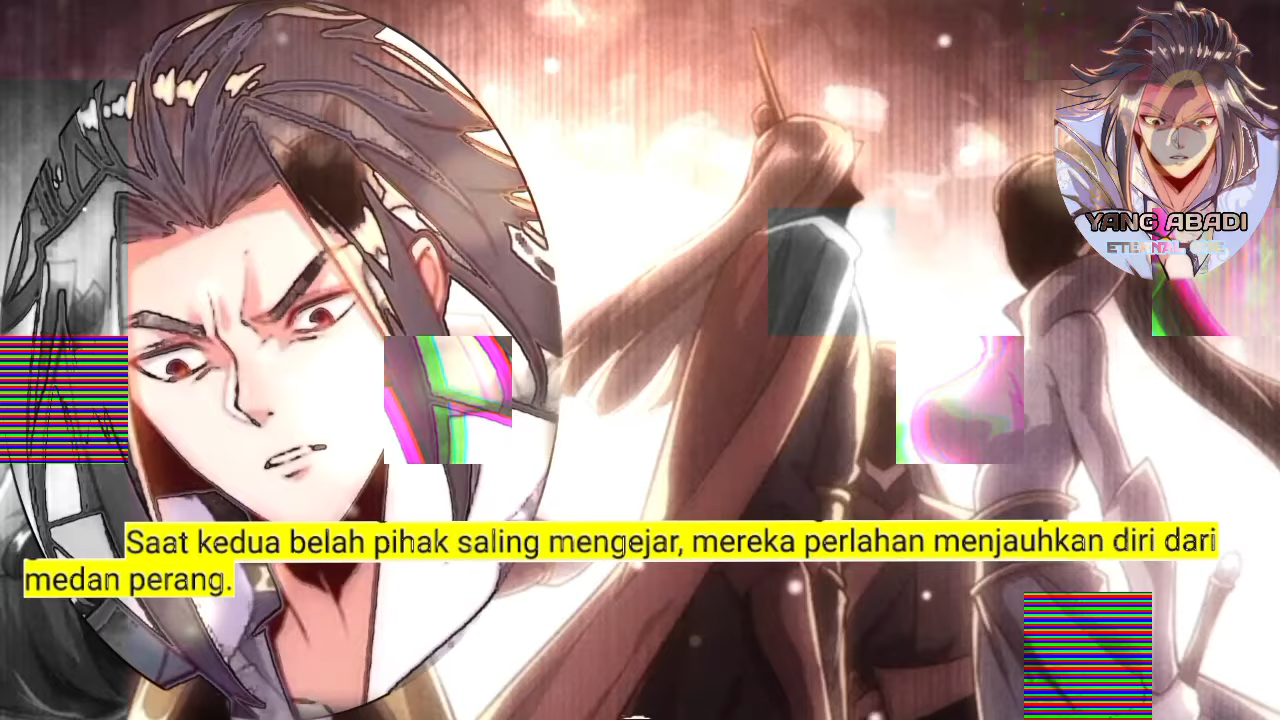 YANG ABADI
Saat kedua belah pihak saling mengejar, mereka perlahan menjauhkan diri dari
medan perang.